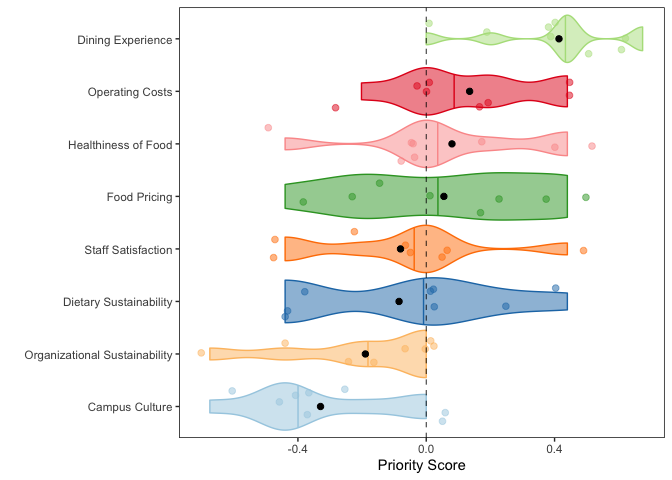 Dining Experience
Operating Costs
Healthiness of Food
Food Pricing
Staff Satisfaction
Dietary Sustainability
Organizational Sustainability
Campus Culture
-0.4 0.0 0.4
Priority Score